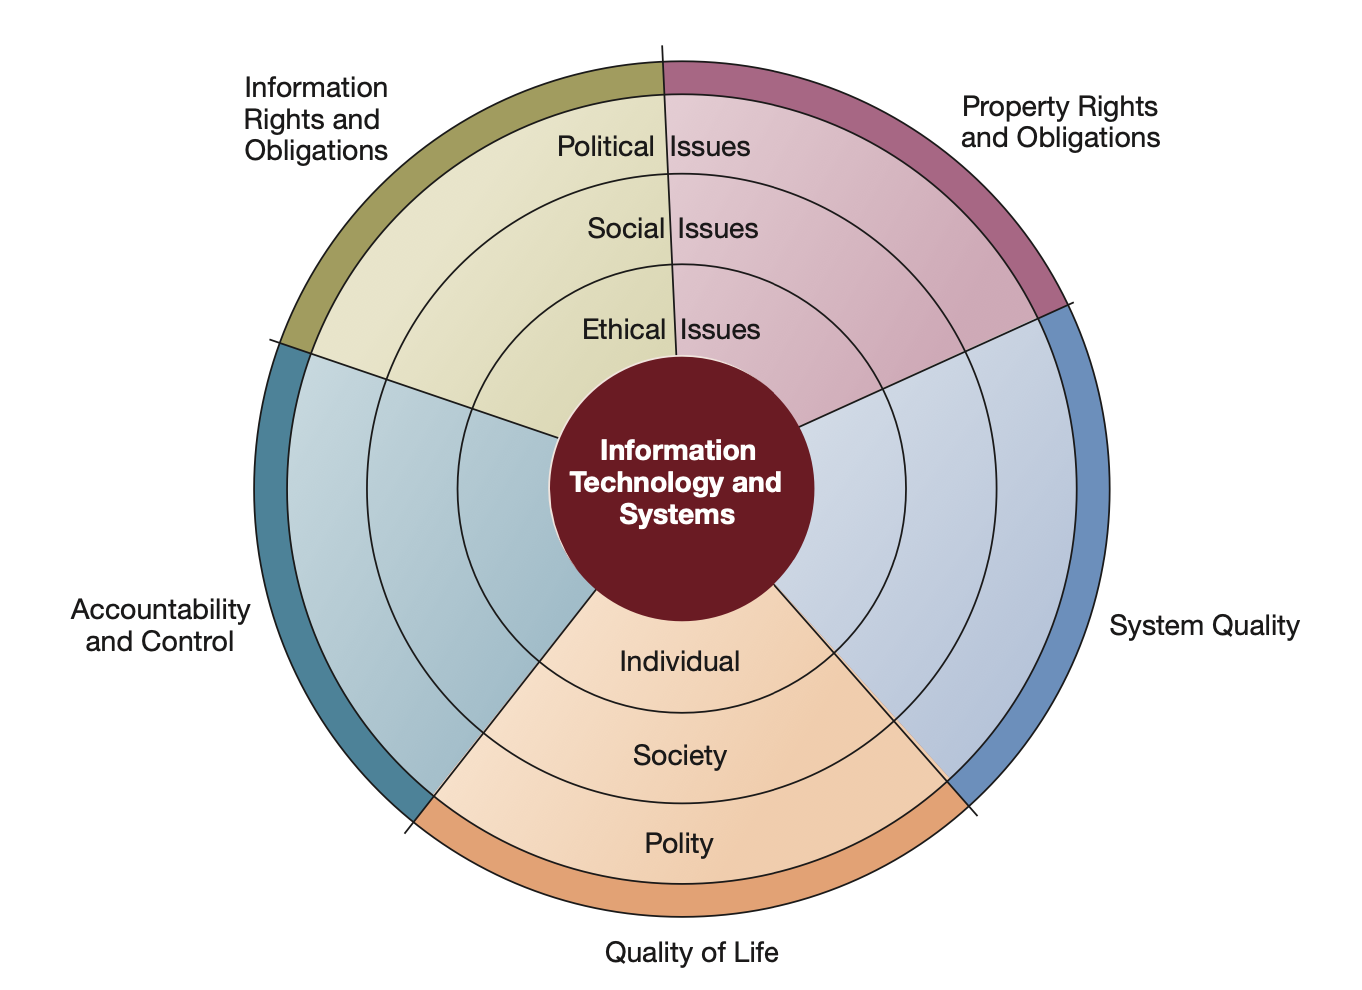 Information
Rights and
Obligations
Property Rights
and Obligations
Political Issues
Social Issues
Ethical Issues
Information
Technology and
Systems
Accountability
and Control
System Quality
Individual
Society
Polity
Quality of Life